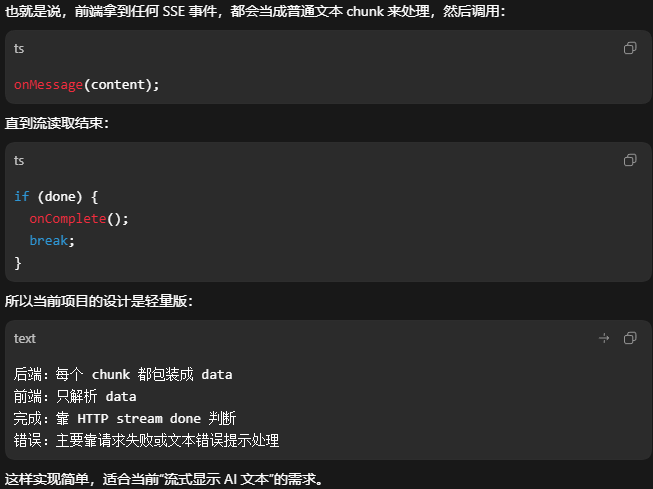 也就是说，前端拿到任何 SSE 事件，都会当成普通文本 chunk 来处理，然后调用：
ts
onMessage(content);
直到流读取结束：
ts
if (done) {
  onComplete();
  break;
}
所以当前项目的设计是轻量版：
text
后端：每个 chunk 都包装成 data
前端：只解析 data
完成：靠 HTTP stream done 判断
错误：主要靠请求失败或文本错误提示处理
这样实现简单，适合当前“流式显示 AI 文本”的需求。